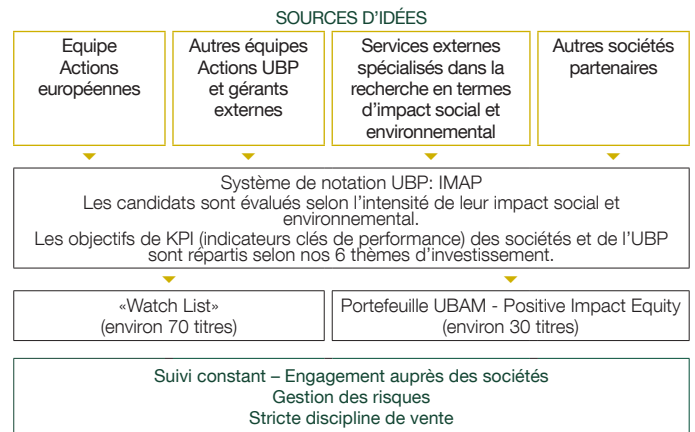 SOURCES D’IDÉES
Equipe
Actions
européennes
Autres équipes
Actions UBP
et gérants
externes
Services externes
spécialisés dans la
recherche en termes
d’impact social et
environnemental
Autres sociétés
partenaires
Système de notation UBP: IMAP
Les candidats sont évalués selon l’intensité de leur impact social et
environnemental.
Les objectifs de KPI (indicateurs clés de performance) des sociétés et de l’UBP
sont répartis selon nos 6 thèmes d’investissement.
«Watch List»
(environ 70 titres)
Portefeuille UBAM - Positive Impact Equity
(environ 30 titres)
Suivi constant – Engagement auprès des sociétés
Gestion des risques
Stricte discipline de vente